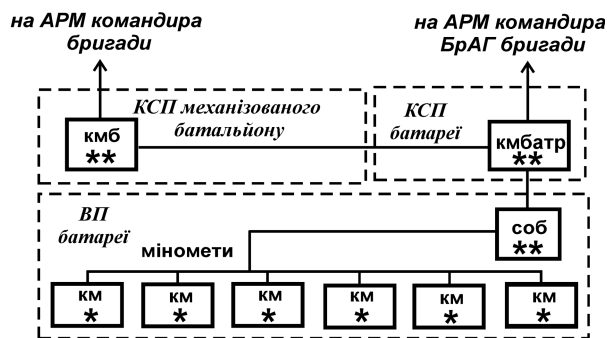 на АРМ командира
бригади
на АРМ командира
БрАГ бригади
КСП механізованого
батальйону
КСП
батареї
кмб
**
кмбатр
**
ВП
батареї
соб
**
міномети
км
*
км
*
км
*
км
*
км
*
км
*